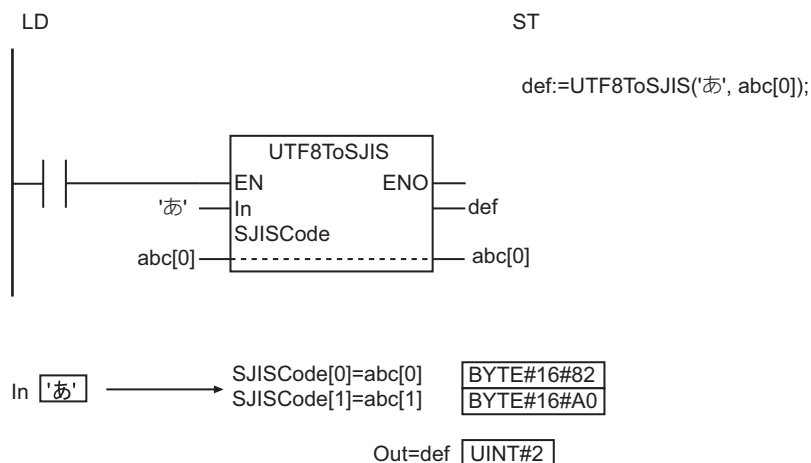 LD
ST
def:=UTF8ToSJIS('あ', abc[0]);
UTF8ToSJIS
EN ENO
'あ' In def
SJISCode
abc[0] abc[0]
In 'あ' SJISCode[0]=abc[0] BYTE#16#82
SJISCode[1]=abc[1] BYTE#16#A0
Out=def UINT#2